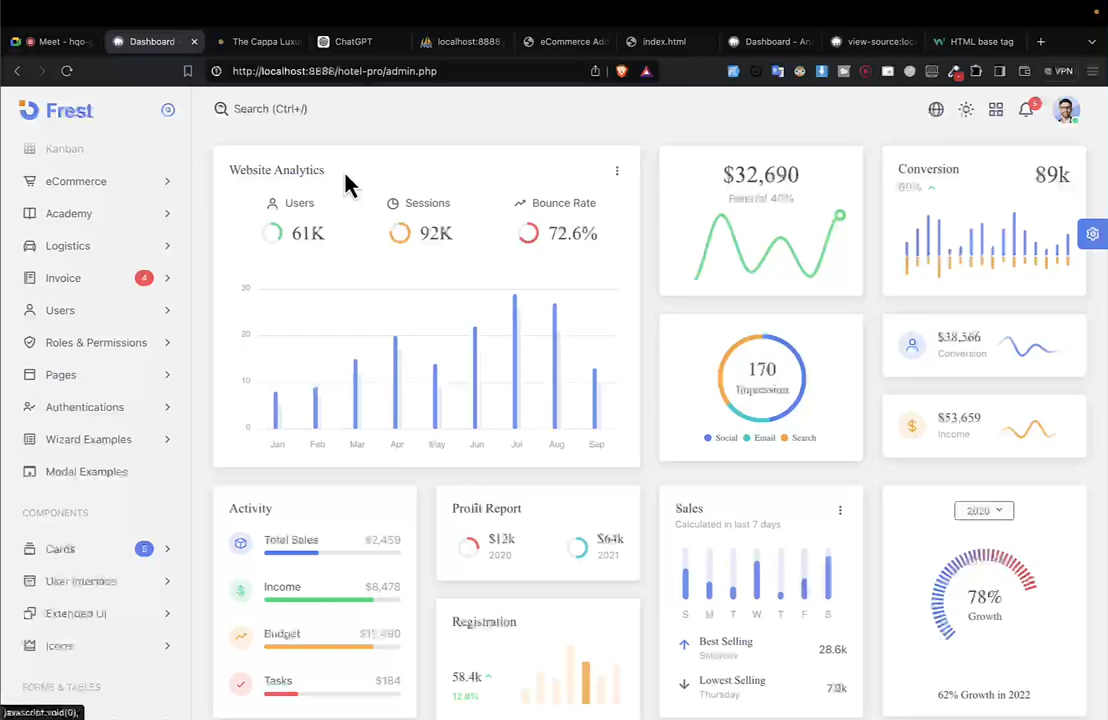 Meet - hqo-
Dashboard
The Cappa Luxu
ChatGPT
localhost:8888
eCommerce Add
index.html
Dashboard - Ana
view-source:loc
HTML base tag
http://localhost:8888/hotel-pro/admin.php
VPN
Frest
Search (Ctrl+/)
5
Kanban
eCommerce
Academy
Logistics
Invoice 4
Users
Roles & Permissions
Pages
Authentications
Wizard Examples
Modal Examples
COMPONENTS
Cards 5
User interface
Extended UI
Icons
FORMS & TABLES
javascript:void(0);
Website Analytics
Users
61K
Sessions
92K
Bounce Rate
72.6%
30
20
10
0
Jan Feb Mar Apr May Jun Jul Aug Sep
$32,690
Referral 40%
Conversion
89k
170
Impression
Social Email Search
$38,566
Conversion
$53,659
Income
Activity
Total Sales $2,459
Income $8,478
Budget
Tasks $184
Profit Report
$12k
2020
$64k
2021
Registration
58.4k
12.8%
Sales
Calculated in last 7 days
S M T W T F S
Best Selling
Saturday
28.6k
Lowest Selling
Thursday
2020
78%
Growth
62% Growth in 2022